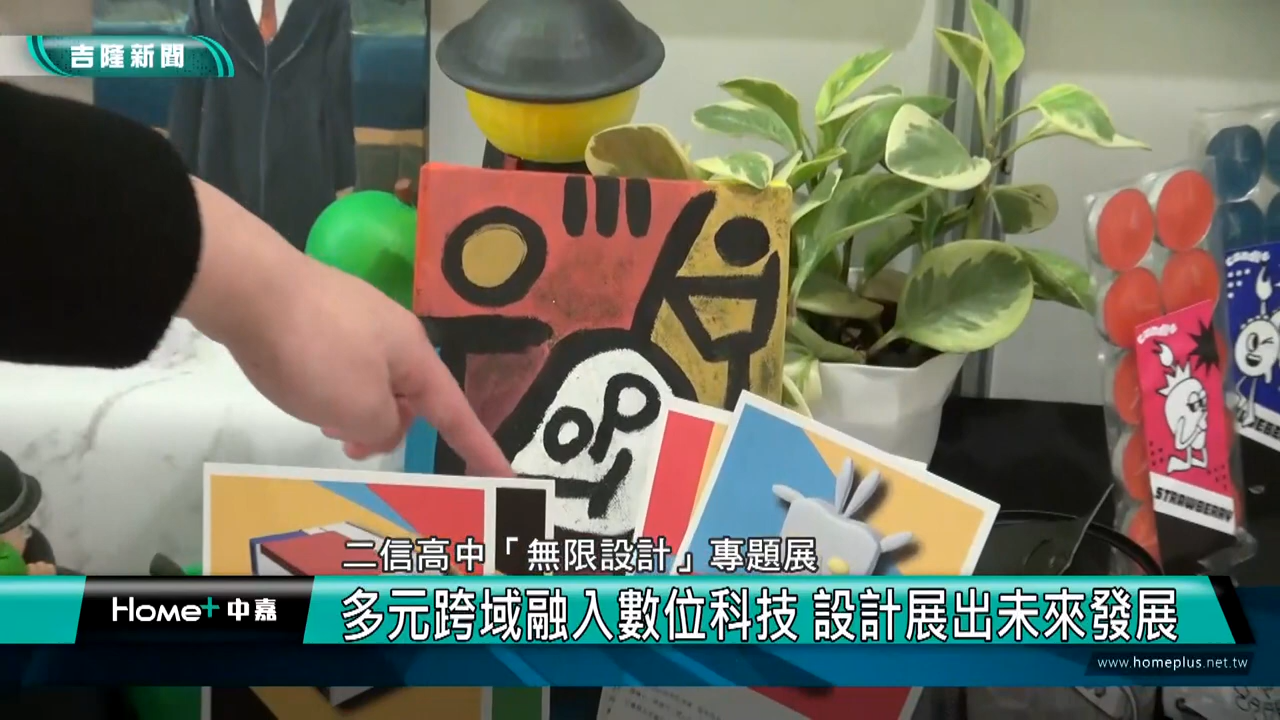 吉隆新聞
candle
candle
STRAWBERRY
二信高中「無限設計」專題展
Home+中嘉
多元跨域融入數位科技 設計展出未來發展
www.homeplus.net.tw